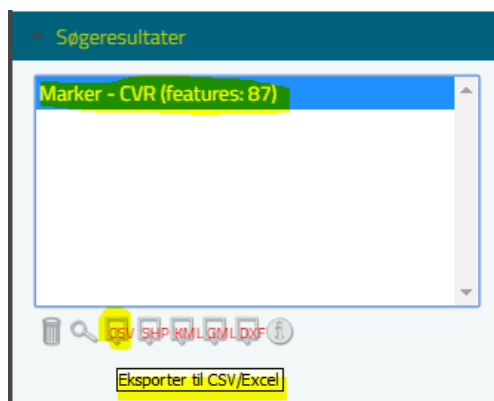 Søgeresultater
Marker - CVR (features: 87)
CSV SHP KML GML DXF i
Eksporter til CSV/Excel